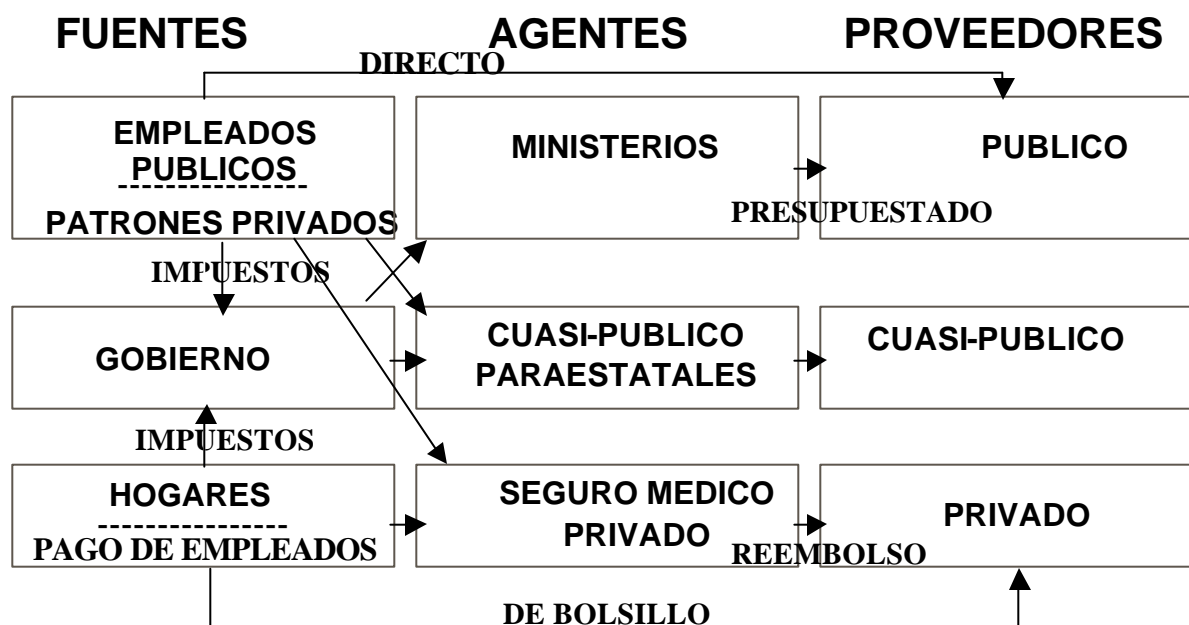 FUENTES AGENTES PROVEEDORES
DIRECTO
EMPLEADOS
PUBLICOS
PATRONES PRIVADOS
MINISTERIOS
PUBLICO
PRESUPUESTADO
IMPUESTOS
GOBIERNO
CUASI-PUBLICO
PARAESTATALES
CUASI-PUBLICO
IMPUESTOS
HOGARES
PAGO DE EMPLEADOS
SEGURO MEDICO
PRIVADO
PRIVADO
REEMBOLSO
DE BOLSILLO